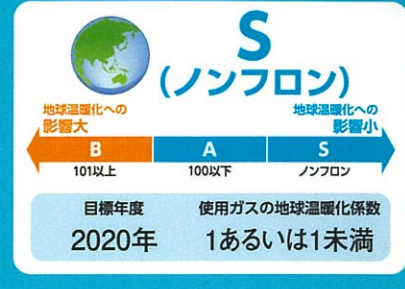 S
(ノンフロン)
地球温暖化への
影響大
地球温暖化への
影響小
B A S
101以上 100以下 ノンフロン
目標年度 使用ガスの地球温暖化係数
2020年 1あるいは1未満